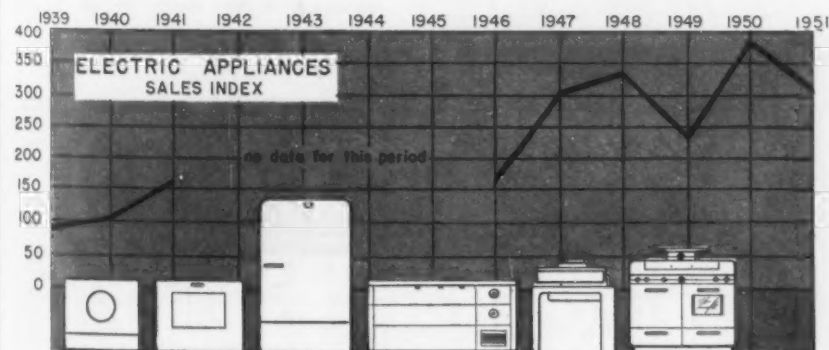 1939 1940 1941 1942 1943 1944 1945 1946 1947 1948 1949 1950 1951
400
350
ELECTRIC APPLIANCES
SALES INDEX
300
250
200
no data for this period
150
100
50
0